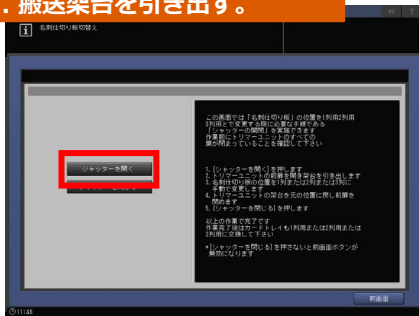 . 搬送架台を引き出す。
名刺仕切り板切替え
この画面では「名刺仕切り板」の位置を1列用2列用
3列用とで変更する際に必要な手順である
「シャッターの開閉」を実施できます
作業前にトリマーユニットのすべての
扉が閉まっていることを確認して下さい
シャッターを開く
1. [シャッターを開く]を押します
2. トリマーユニットの前扉を開き架台を引き出します
3. 名刺仕切り板の位置を1列または2列または3列に
手動で変更します
4. トリマーユニットの架台を元の位置に戻し前扉を
閉めます
5. [シャッターを閉じる]を押します
以上の作業で完了です
作業完了後はカードトレイも1列用または2列用または
3列用に交換して下さい
*[シャッターを閉じる]を押さないと前画面ボタンが
無効になります
前画面
11:46